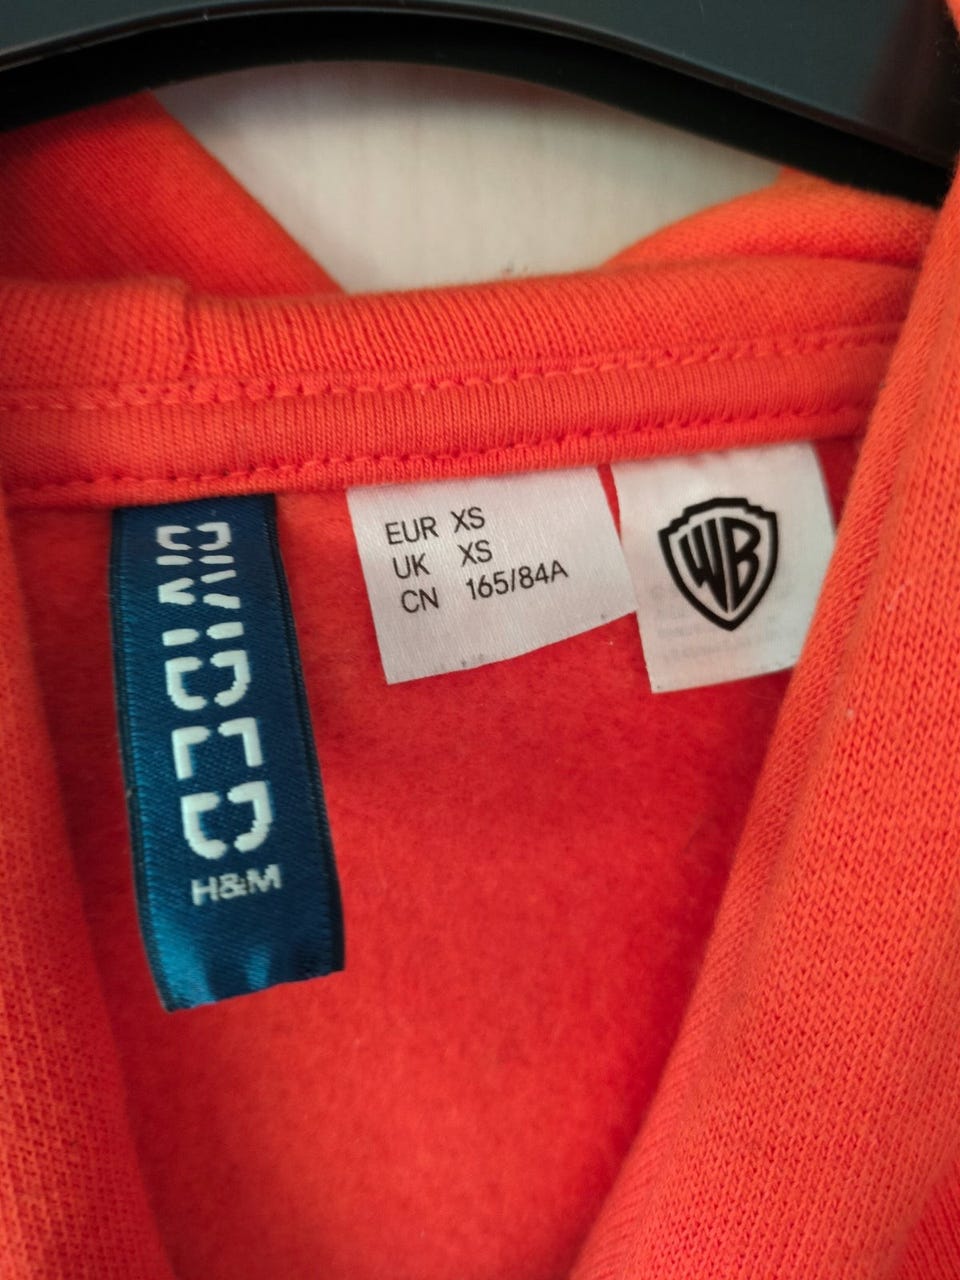 DIVIDED
H&M
EUR XS
UK XS
CN 165/84A
WB